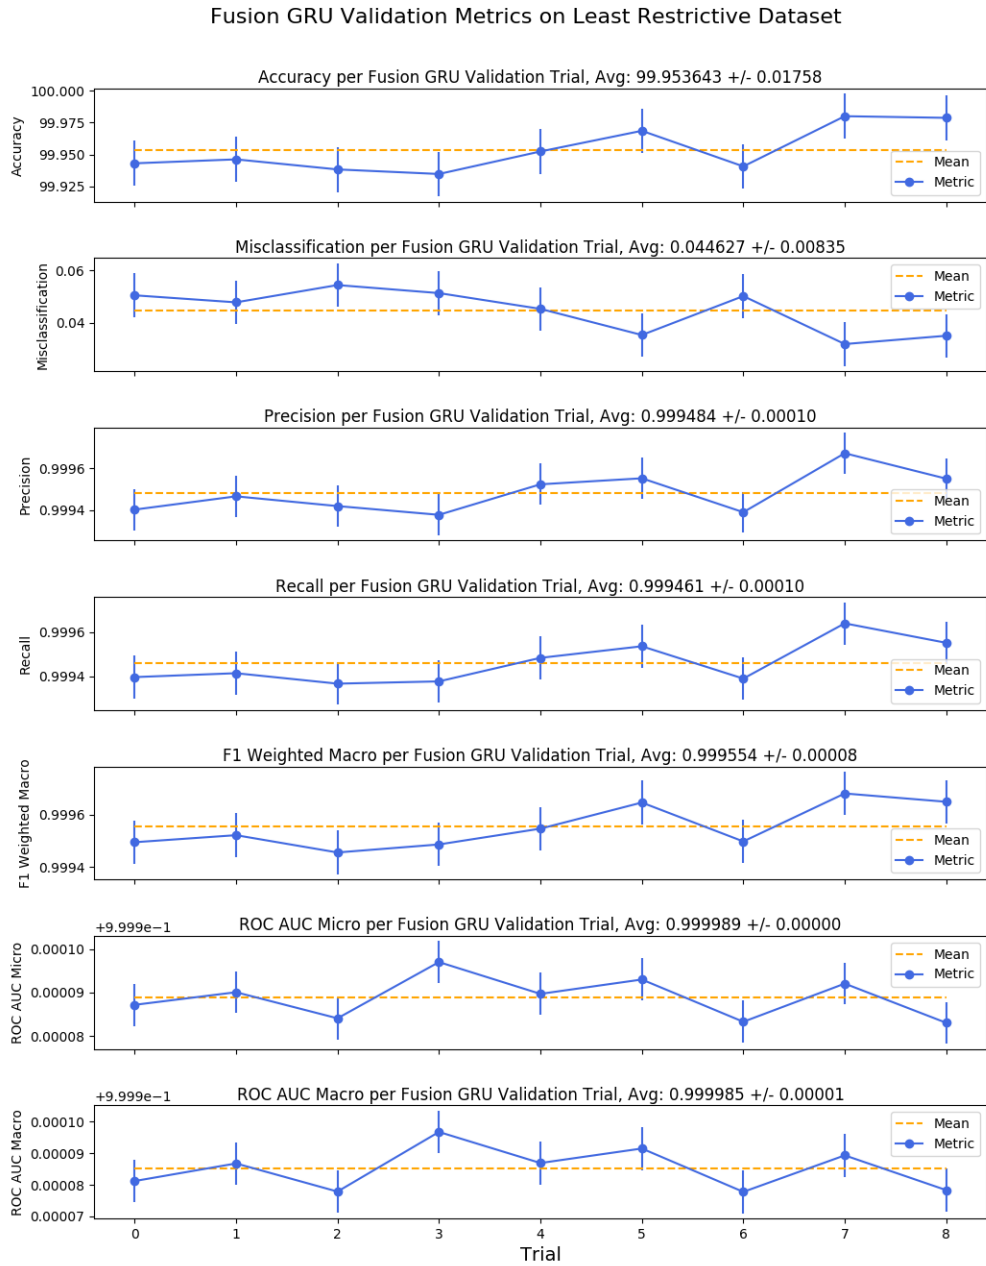 Fusion GRU Validation Metrics on Least Restrictive Dataset
Accuracy per Fusion GRU Validation Trial, Avg: 99.953643 +/- 0.01758
Accuracy
100.000
99.975
99.950
99.925
Mean
Metric
Misclassification per Fusion GRU Validation Trial, Avg: 0.044627 +/- 0.00835
Misclassification
0.06
0.04
Mean
Metric
Precision per Fusion GRU Validation Trial, Avg: 0.999484 +/- 0.00010
Precision
0.9996
0.9994
Mean
Metric
Recall per Fusion GRU Validation Trial, Avg: 0.999461 +/- 0.00010
Recall
0.9996
0.9994
Mean
Metric
F1 Weighted Macro per Fusion GRU Validation Trial, Avg: 0.999554 +/- 0.00008
F1 Weighted Macro
0.9996
0.9994
Mean
Metric
+9.999e−1
ROC AUC Micro per Fusion GRU Validation Trial, Avg: 0.999989 +/- 0.00000
ROC AUC Micro
0.00010
0.00009
0.00008
Mean
Metric
+9.999e−1
ROC AUC Macro per Fusion GRU Validation Trial, Avg: 0.999985 +/- 0.00001
ROC AUC Macro
0.00010
0.00009
0.00008
0.00007
Mean
Metric
0 1 2 3 4 5 6 7 8
Trial